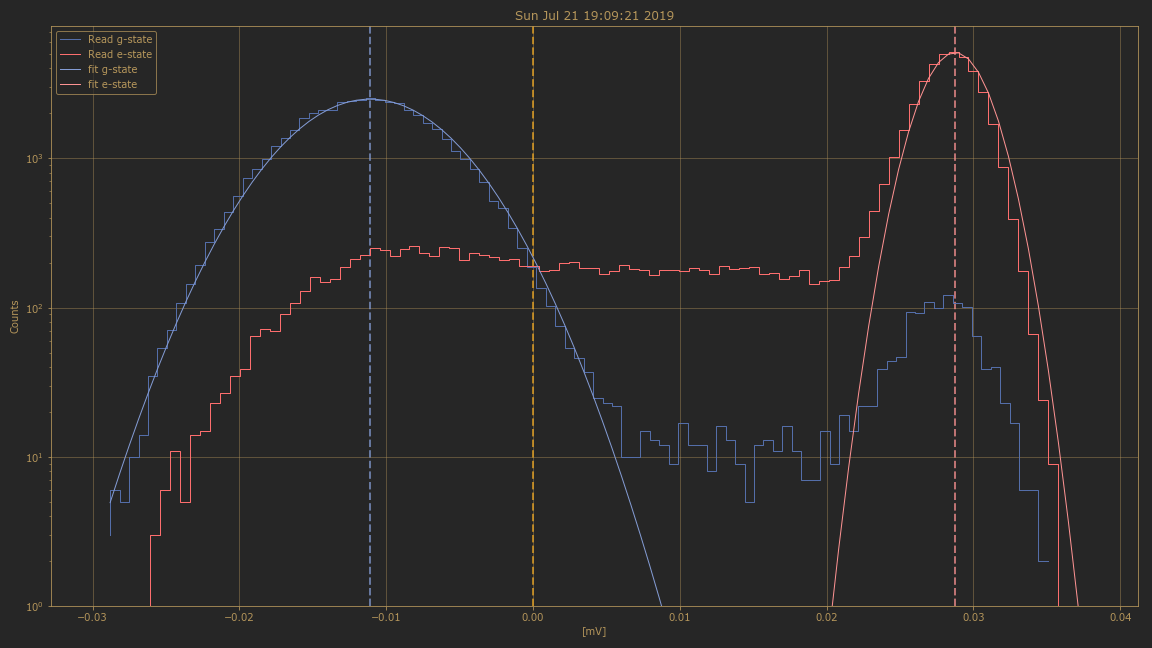 Sun Jul 21 19:09:21 2019
Read g-state
Read e-state
fit g-state
fit e-state
Counts
10³
10²
10¹
10⁰
−0.03
−0.02
−0.01
0.00
0.01
0.02
0.03
0.04
[mV]